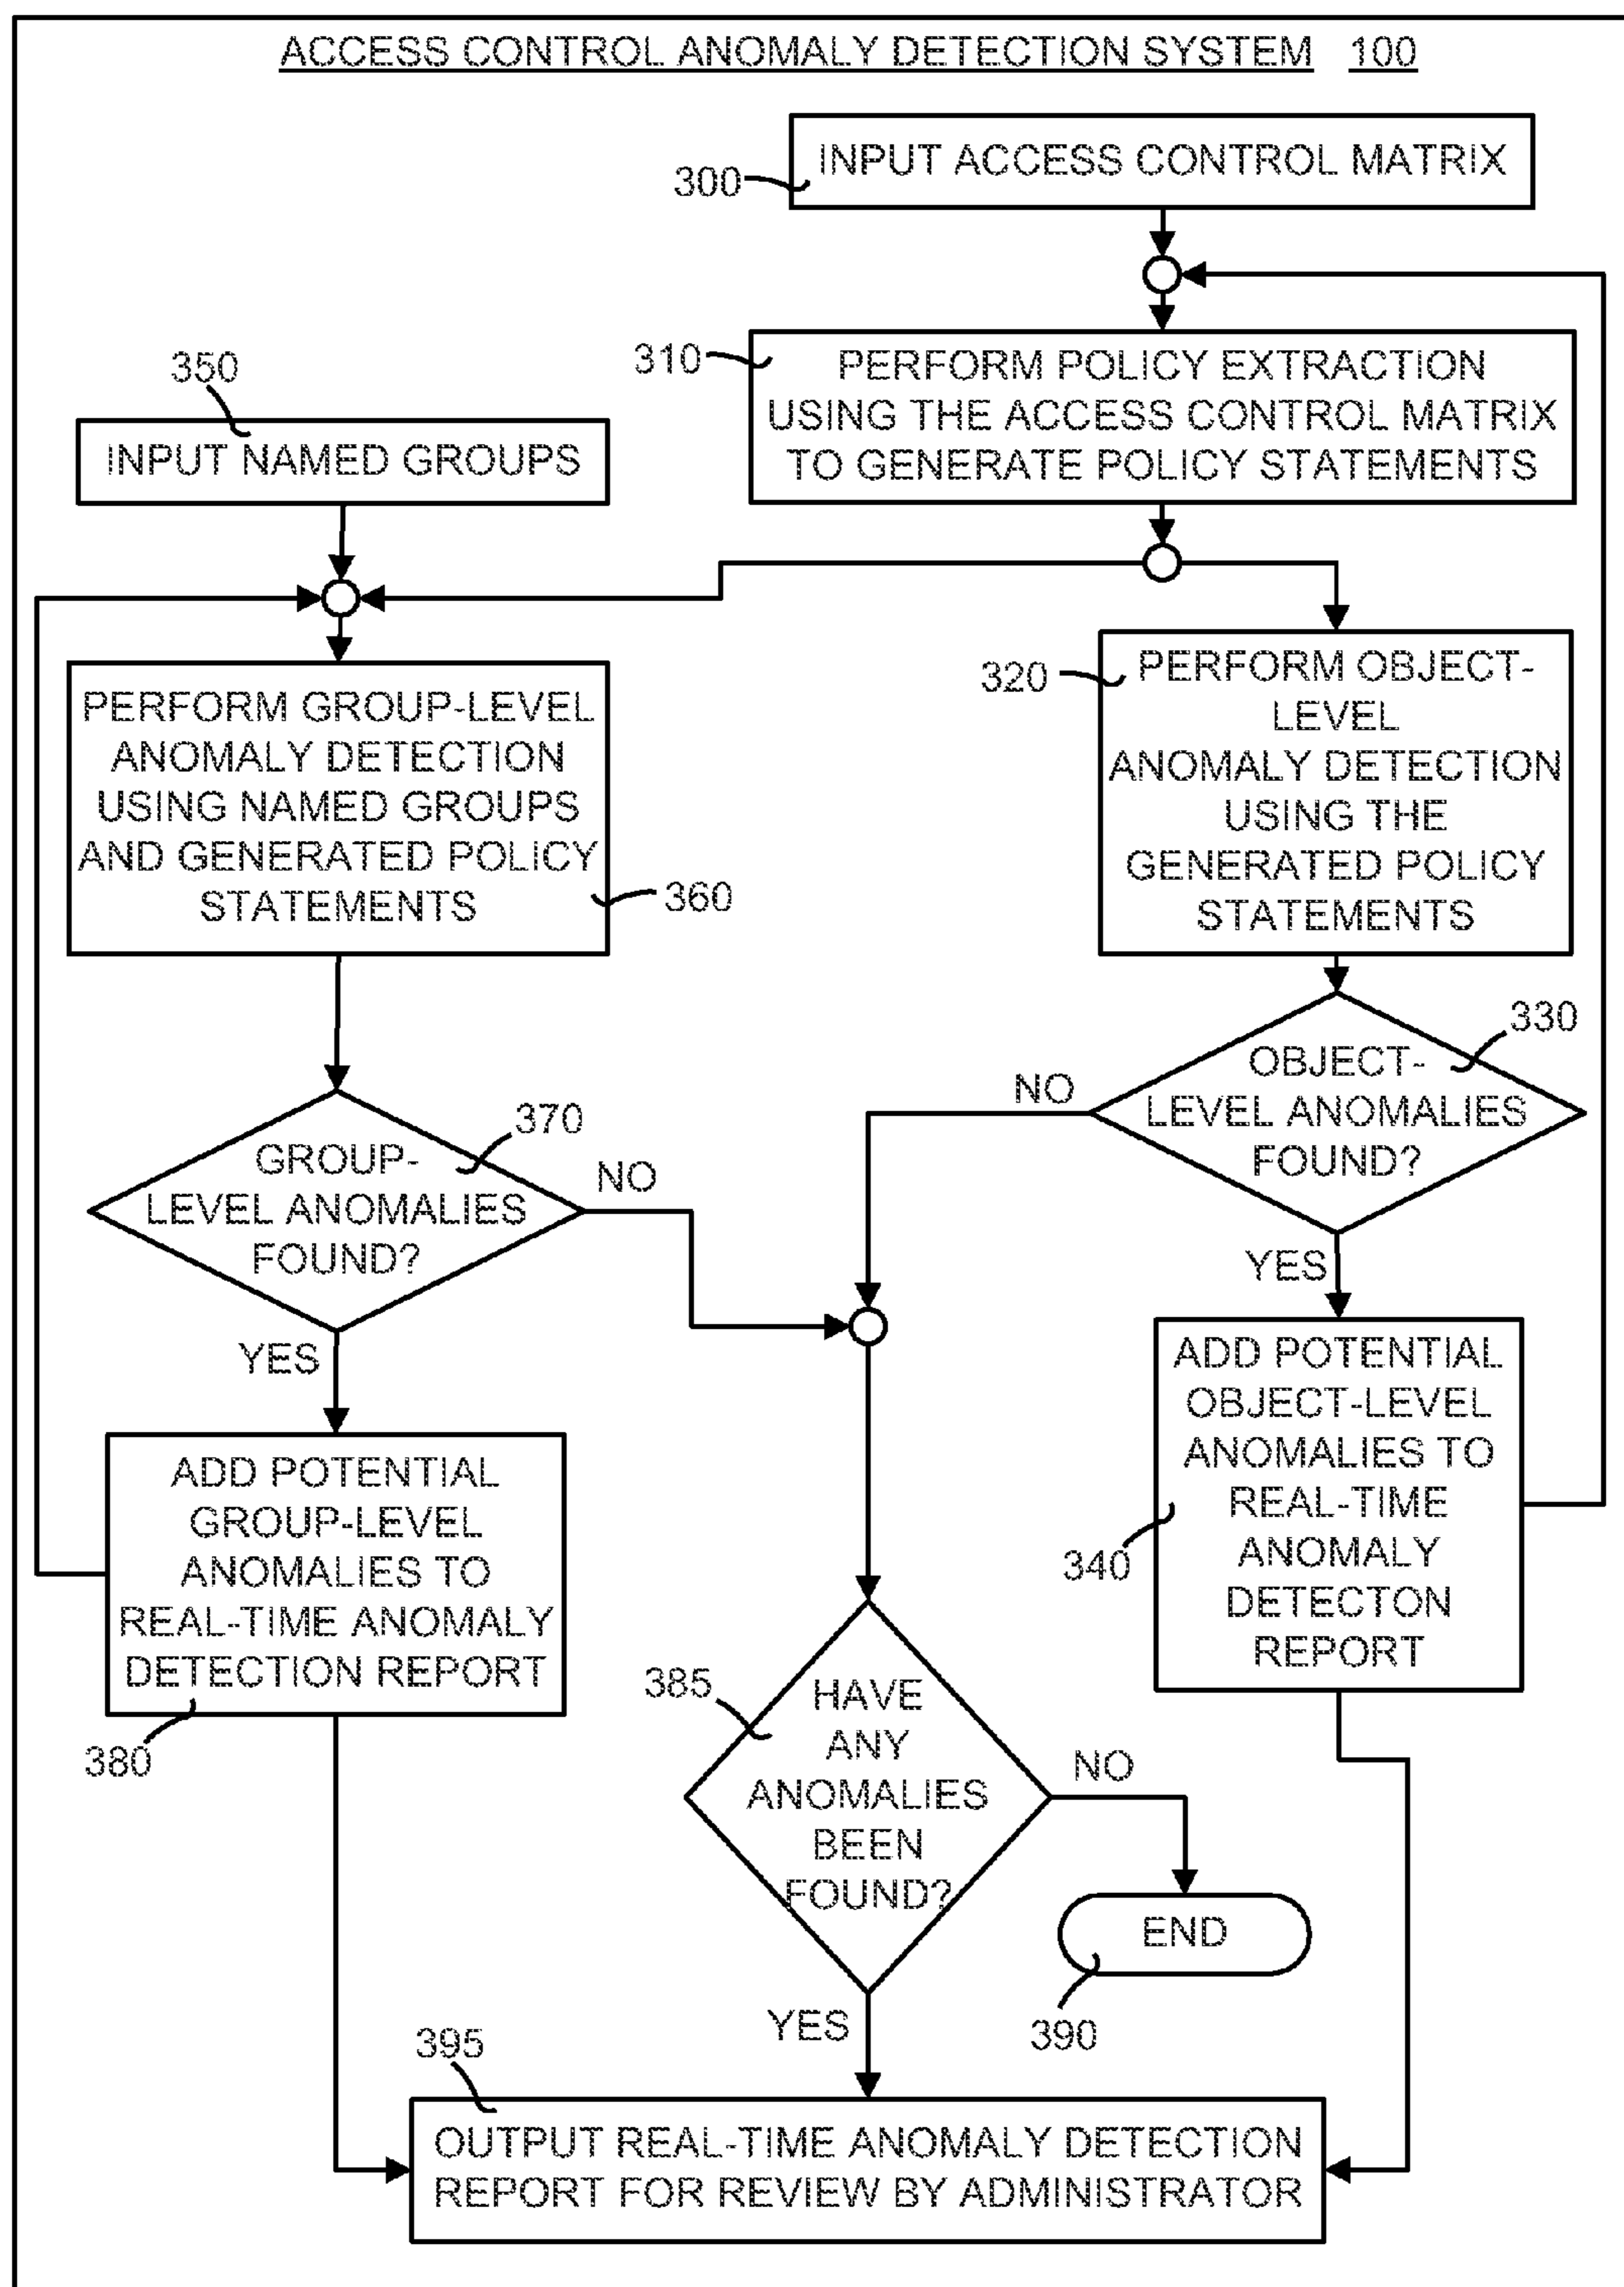 ACCESS CONTROL ANOMALY DETECTION SYSTEM 100
INPUT ACCESS CONTROL MATRIX
300
310
PERFORM POLICY EXTRACTION
USING THE ACCESS CONTROL MATRIX
TO GENERATE POLICY STATEMENTS
350
INPUT NAMED GROUPS
PERFORM GROUP-LEVEL
ANOMALY DETECTION
USING NAMED GROUPS
AND GENERATED POLICY
STATEMENTS
360
320
PERFORM OBJECT-
LEVEL
ANOMALY DETECTION
USING THE
GENERATED POLICY
STATEMENTS
330
OBJECT-
LEVEL ANOMALIES
FOUND?
NO
YES
370
GROUP-
LEVEL ANOMALIES
FOUND?
NO
YES
ADD POTENTIAL
GROUP-LEVEL
ANOMALIES TO
REAL-TIME ANOMALY
DETECTION REPORT
380
ADD POTENTIAL
OBJECT-LEVEL
ANOMALIES TO
REAL-TIME
ANOMALY
DETECTON
REPORT
340
385
HAVE
ANY
ANOMALIES
BEEN
FOUND?
NO
END
390
YES
395
OUTPUT REAL-TIME ANOMALY DETECTION
REPORT FOR REVIEW BY ADMINISTRATOR